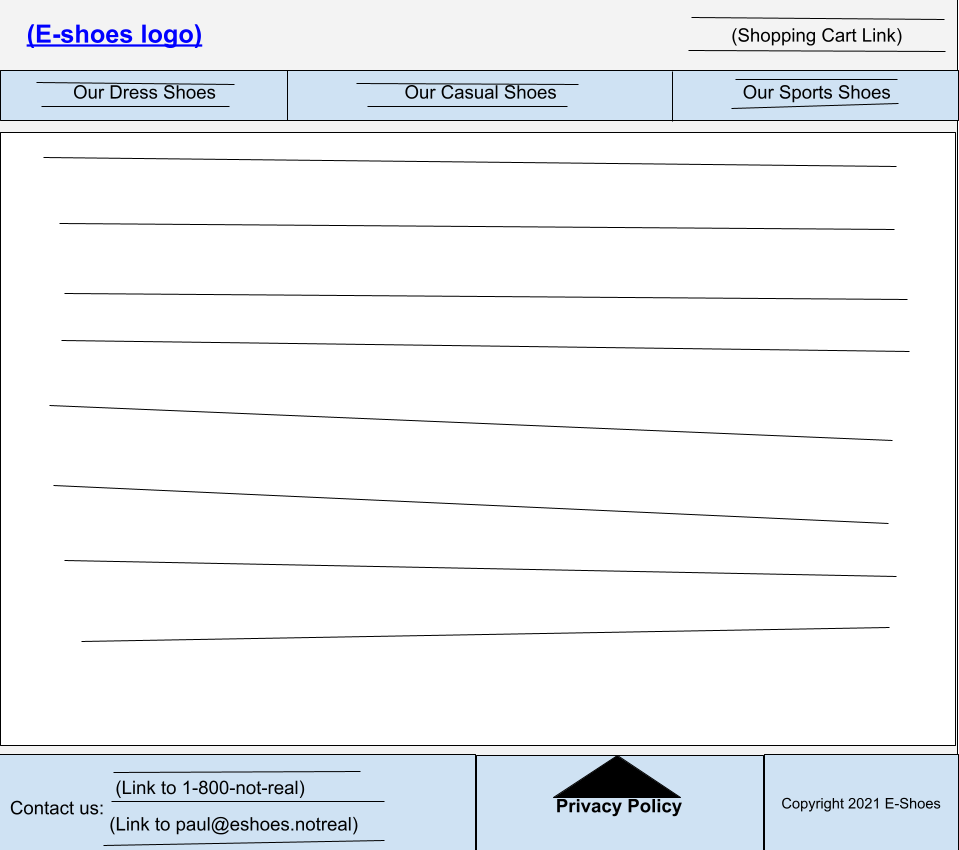 (E-shoes logo)
(Shopping Cart Link)
Our Dress Shoes
Our Casual Shoes
Our Sports Shoes
(Link to 1-800-not-real)
Contact us:
(Link to paul@eshoes.notreal)
Privacy Policy
Copyright 2021 E-Shoes